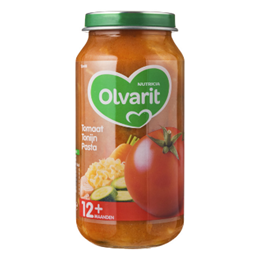 NUTRICIA
Olvarit
Tomaat
Tonijn
Pasta
12+
MAANDEN